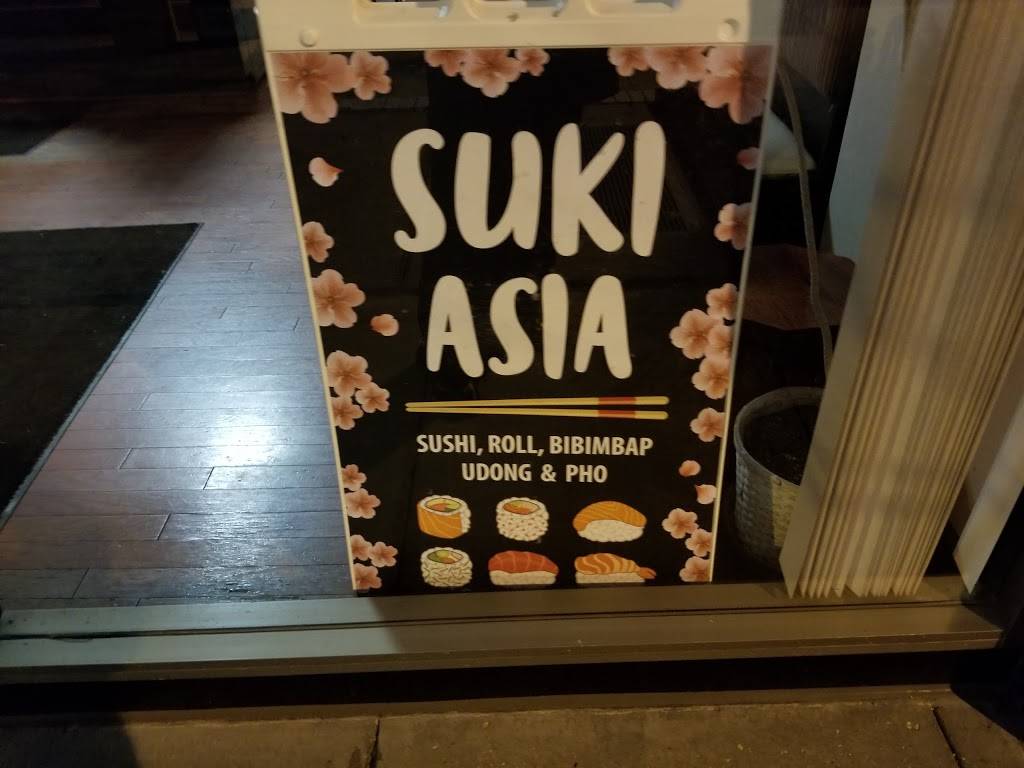 SUKI
ASIA
SUSHI, ROLL, BIBIMBAP
UDONG & PHO